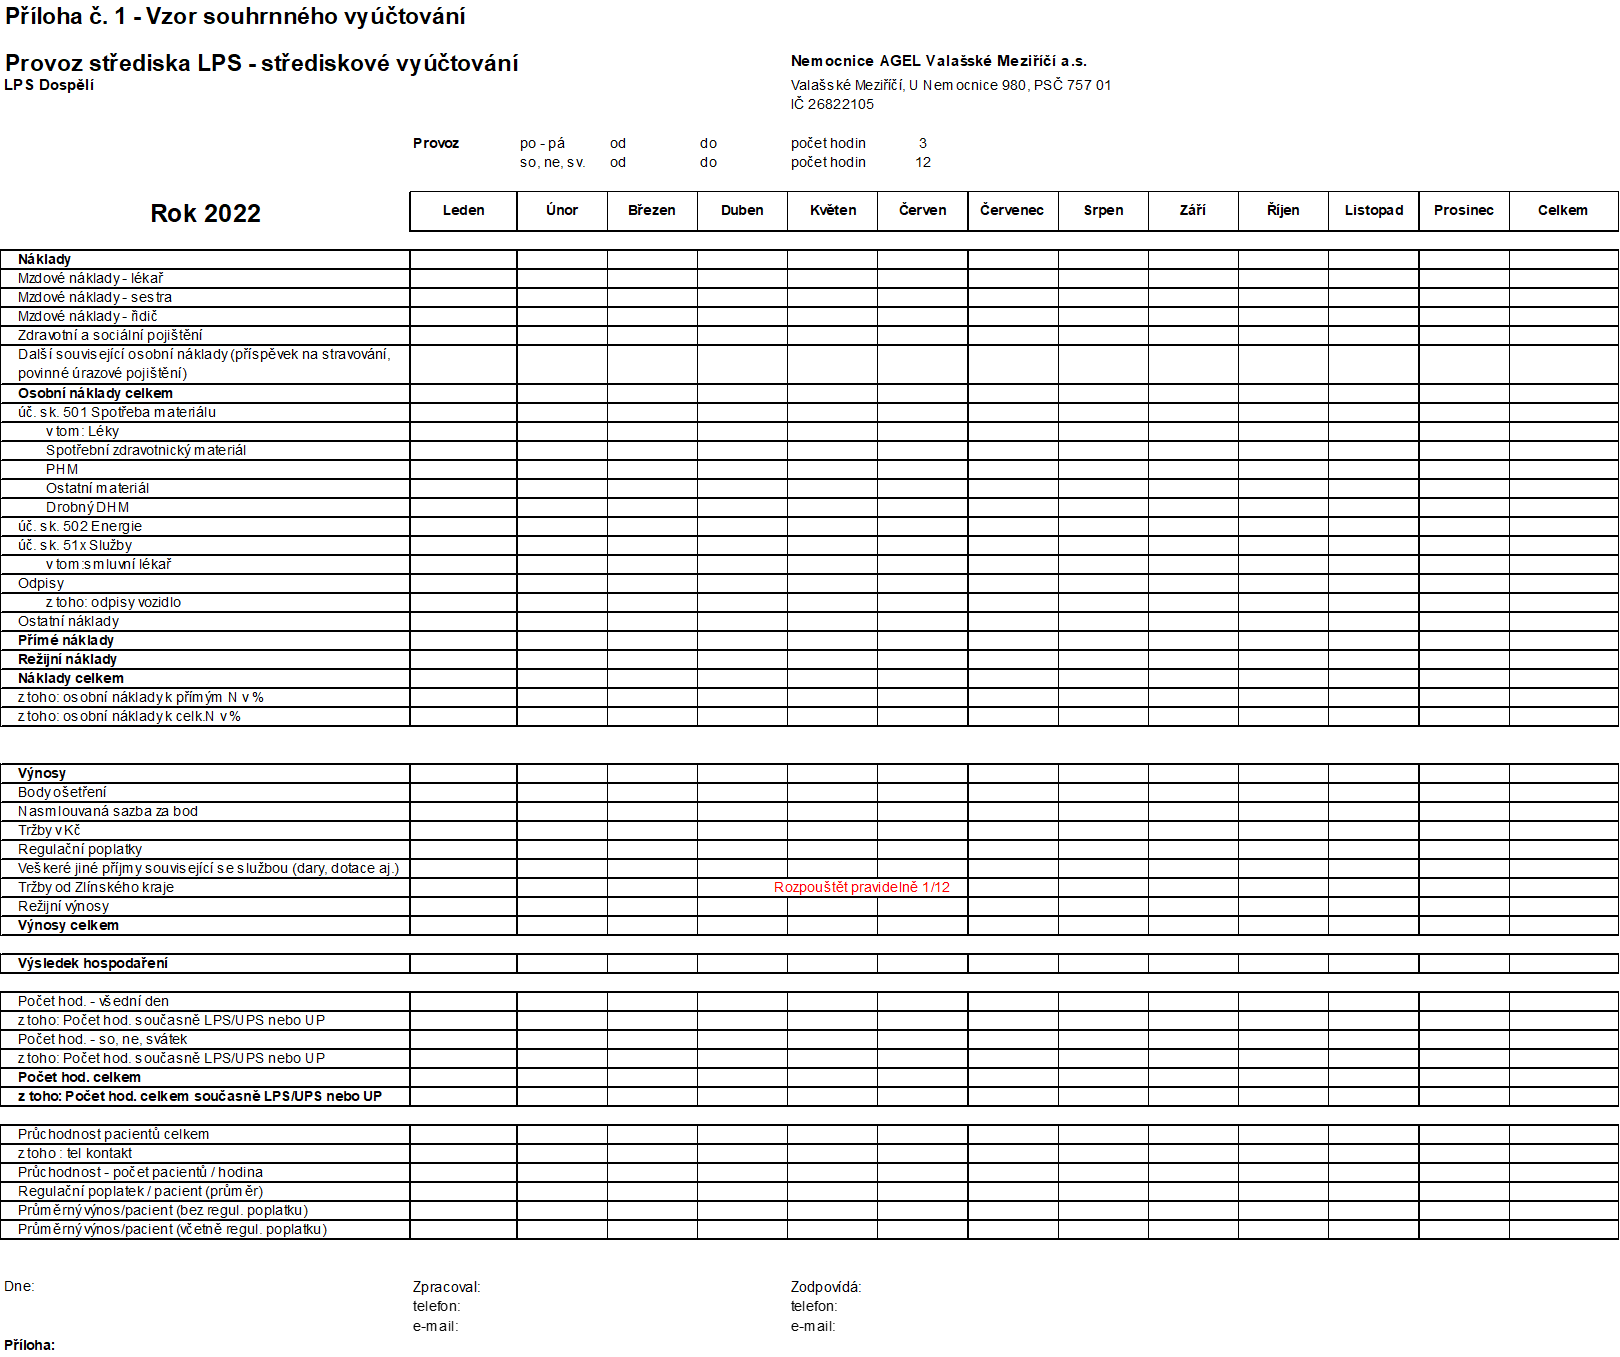 Příloha č. 1 - Vzor souhrnného vyúčtování
Provoz střediska LPS - střediskové vyúčtování
Nemocnice AGEL Valašské Meziříčí a.s.
LPS Dospělí
Valašské Meziříčí, U Nemocnice 980, PSČ 757 01
IČ 26822105
Provoz po - pá od do počet hodin 3
so, ne, sv. od do počet hodin 12
Rok 2022 Leden Únor Březen Duben Květen Červen Červenec Srpen Září Říjen Listopad Prosinec Celkem
Náklady
Mzdové náklady - lékař
Mzdové náklady - sestra
Mzdové náklady - řidič
Zdravotní a sociální pojištění
Další související osobní náklady (příspěvek na stravování,
povinné úrazové pojištění)
Osobní náklady celkem
úč. sk. 501 Spotřeba materiálu
v tom: Léky
Spotřební zdravotnický materiál
PHM
Ostatní materiál
Drobný DHM
úč. sk. 502 Energie
úč. sk. 51x Služby
v tom:smluvní lékař
Odpisy
z toho: odpisy vozidlo
Ostatní náklady
Přímé náklady
Režijní náklady
Náklady celkem
z toho: osobní náklady k přímým N v %
z toho: osobní náklady k celk.N v %
Výnosy
Body ošetření
Nasmlouvaná sazba za bod
Tržby v Kč
Regulační poplatky
Veškeré jiné příjmy související se službou (dary, dotace aj.)
Tržby od Zlínského kraje Rozpouštět pravidelně 1/12
Režijní výnosy
Výnosy celkem
Výsledek hospodaření
Počet hod. - všední den
z toho: Počet hod. současně LPS/UPS nebo UP
Počet hod. - so, ne, svátek
z toho: Počet hod. současně LPS/UPS nebo UP
Počet hod. celkem
z toho: Počet hod. celkem současně LPS/UPS nebo UP
Průchodnost pacientů celkem
z toho : tel kontakt
Průchodnost - počet pacientů / hodina
Regulační poplatek / pacient (průměr)
Průměrný výnos/pacient (bez regul. poplatku)
Průměrný výnos/pacient (včetně regul. poplatku)
Dne: Zpracoval: Zodpovídá:
telefon: telefon:
e-mail: e-mail:
Příloha: